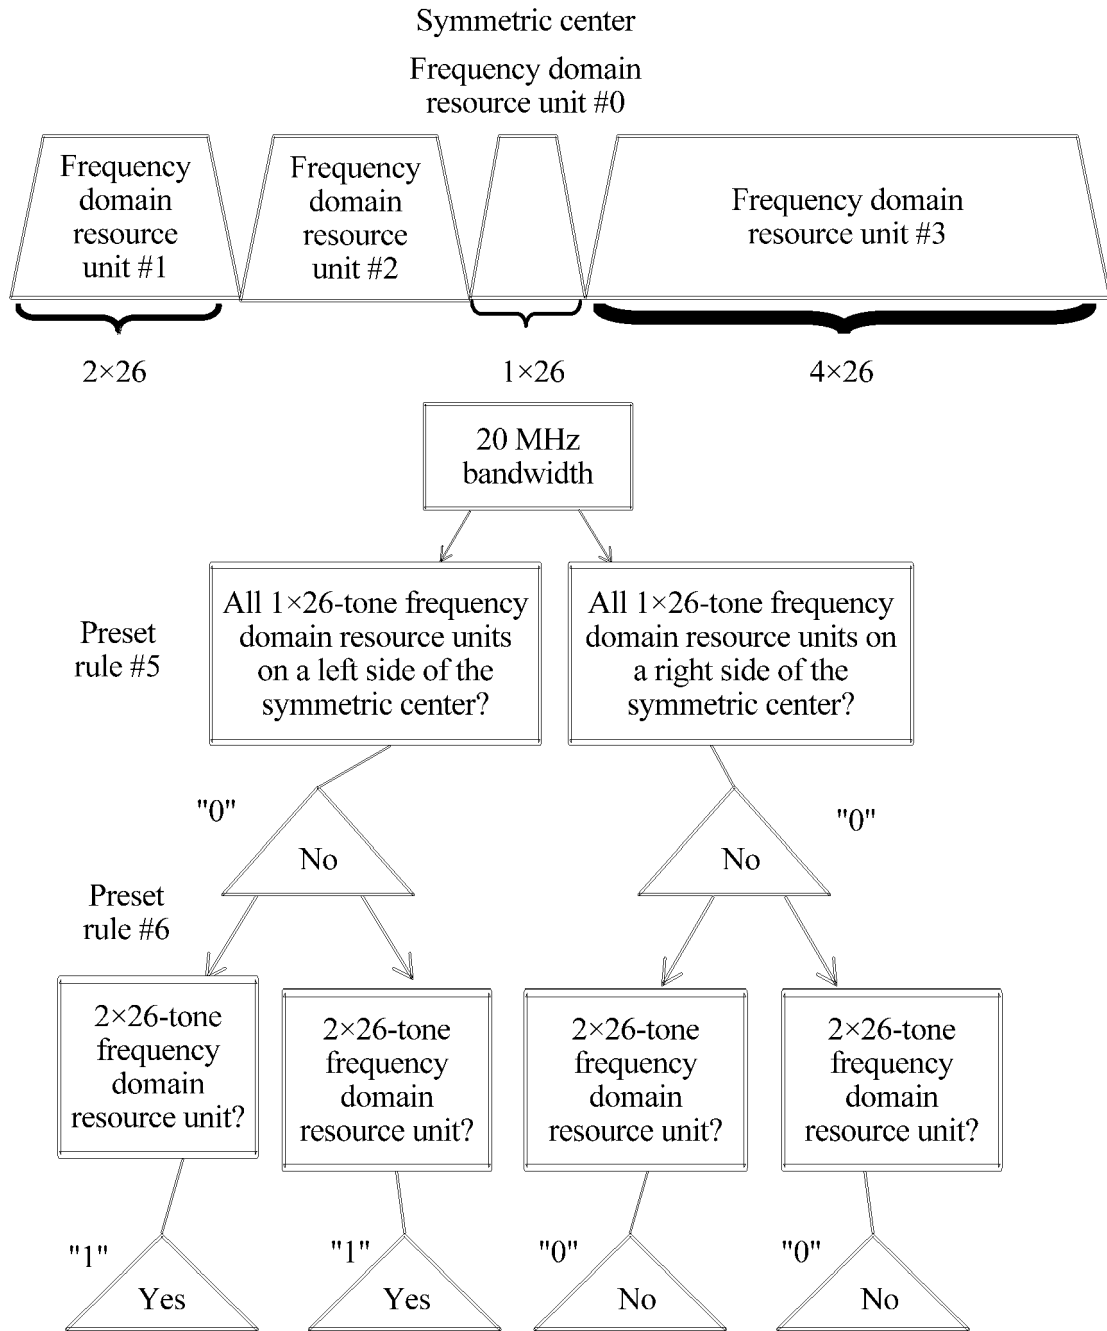 Symmetric center
Frequency domain
resource unit #0
Frequency
domain
resource
unit #1
Frequency
domain
resource
unit #2
Frequency domain
resource unit #3
2×26
1×26
4×26
20 MHz
bandwidth
Preset
rule #5
All 1×26-tone frequency
domain resource units
on a left side of the
symmetric center?
All 1×26-tone frequency
domain resource units on
a right side of the
symmetric center?
"0"
No
"0"
No
Preset
rule #6
2×26-tone
frequency
domain
resource unit?
2×26-tone
frequency
domain
resource unit?
2×26-tone
frequency
domain
resource unit?
2×26-tone
frequency
domain
resource unit?
"1"
Yes
"1"
Yes
"0"
No
"0"
No